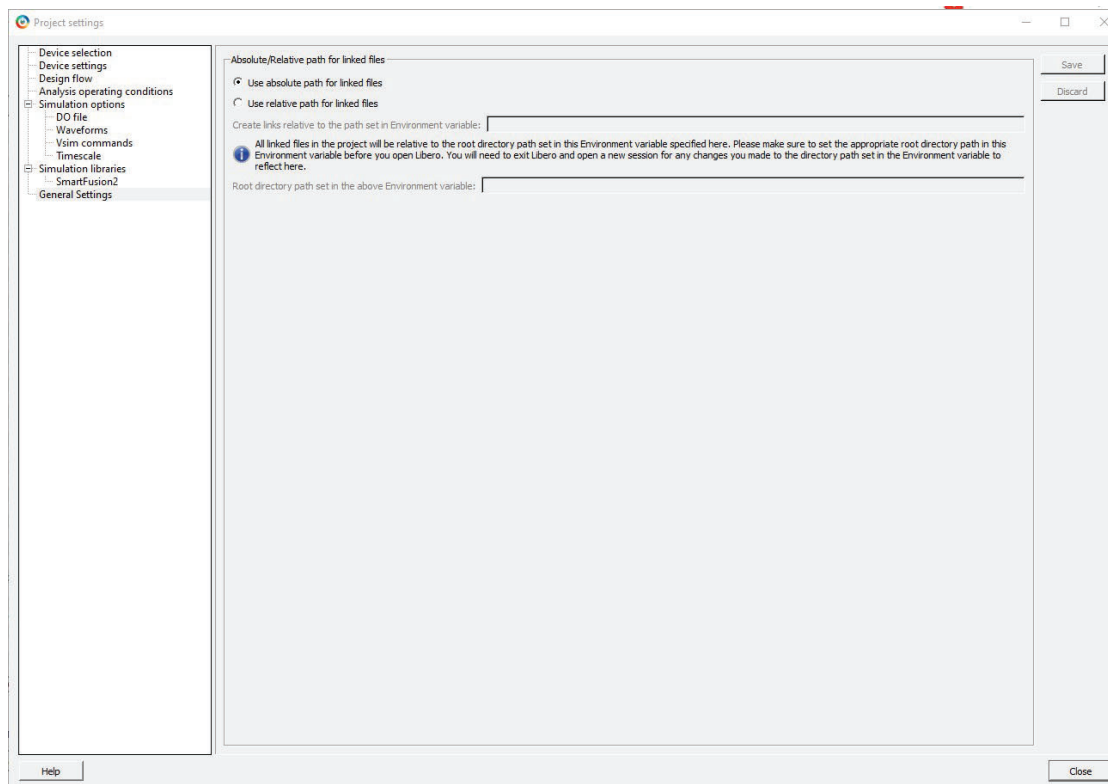 Project settings
Device selection
Device settings
Design flow
Analysis operating conditions
Simulation options
DO file
Waveforms
Vsim commands
Timescale
Simulation libraries
SmartFusion2
General Settings
Absolute/Relative path for linked files
Use absolute path for linked files
Use relative path for linked files
Create links relative to the path set in Environment variable:
All linked files in the project will be relative to the root directory path set in this Environment variable specified here. Please make sure to set the appropriate root directory path in this
Environment variable before you open Libero. You will need to exit Libero and open a new session for any changes you made to the directory path set in the Environment variable to
reflect here.
Root directory path set in the above Environment variable:
Save
Discard
Help
Close